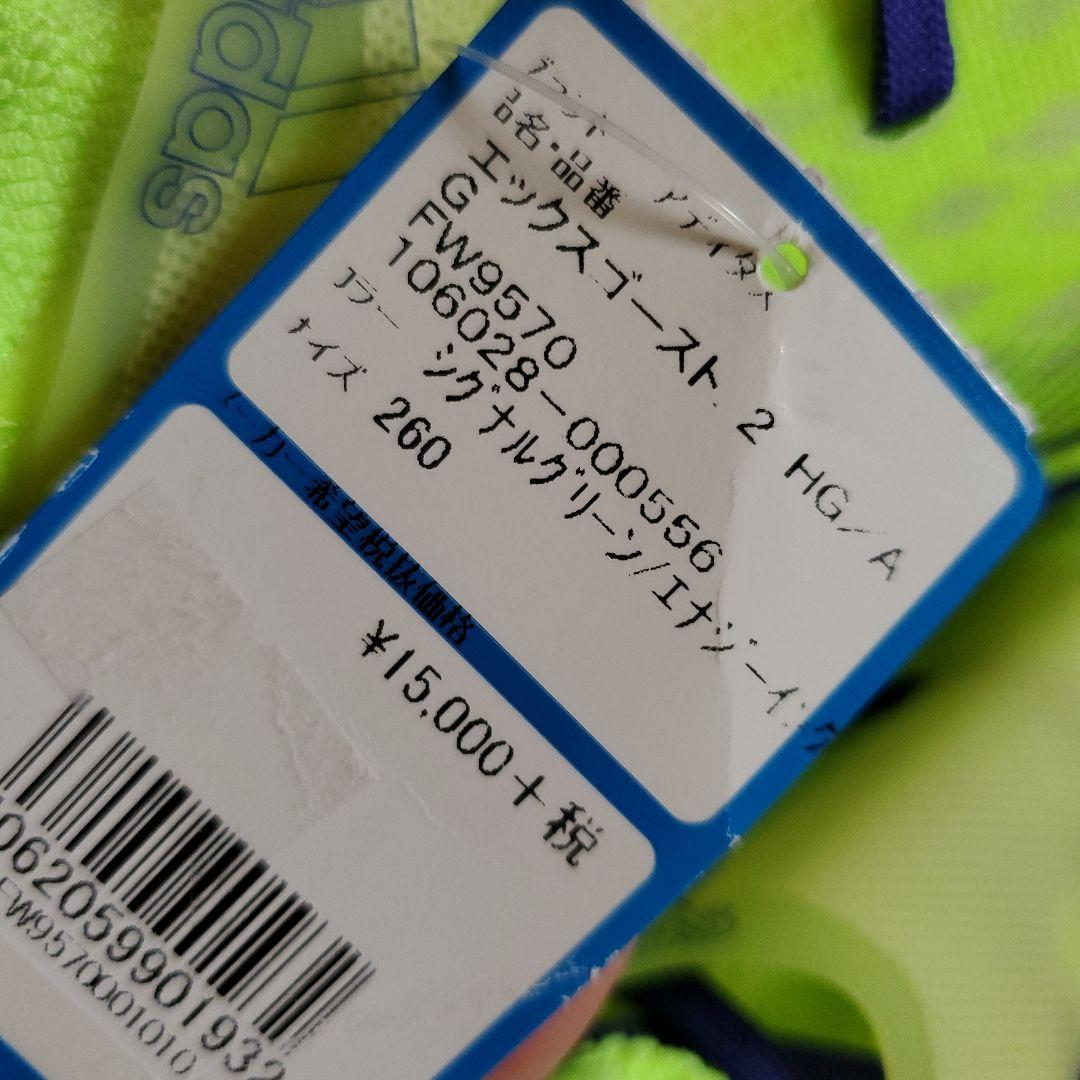 adidas
ブランド アディダス
品名・品番
エックスゴースト. 2 HG/A
G
FW9570
106028-000556
カラー シグナルグリーン/エナジーインク
サイズ 260
メーカー希望税抜価格
¥15,000+税
062059901932
FW9570001010